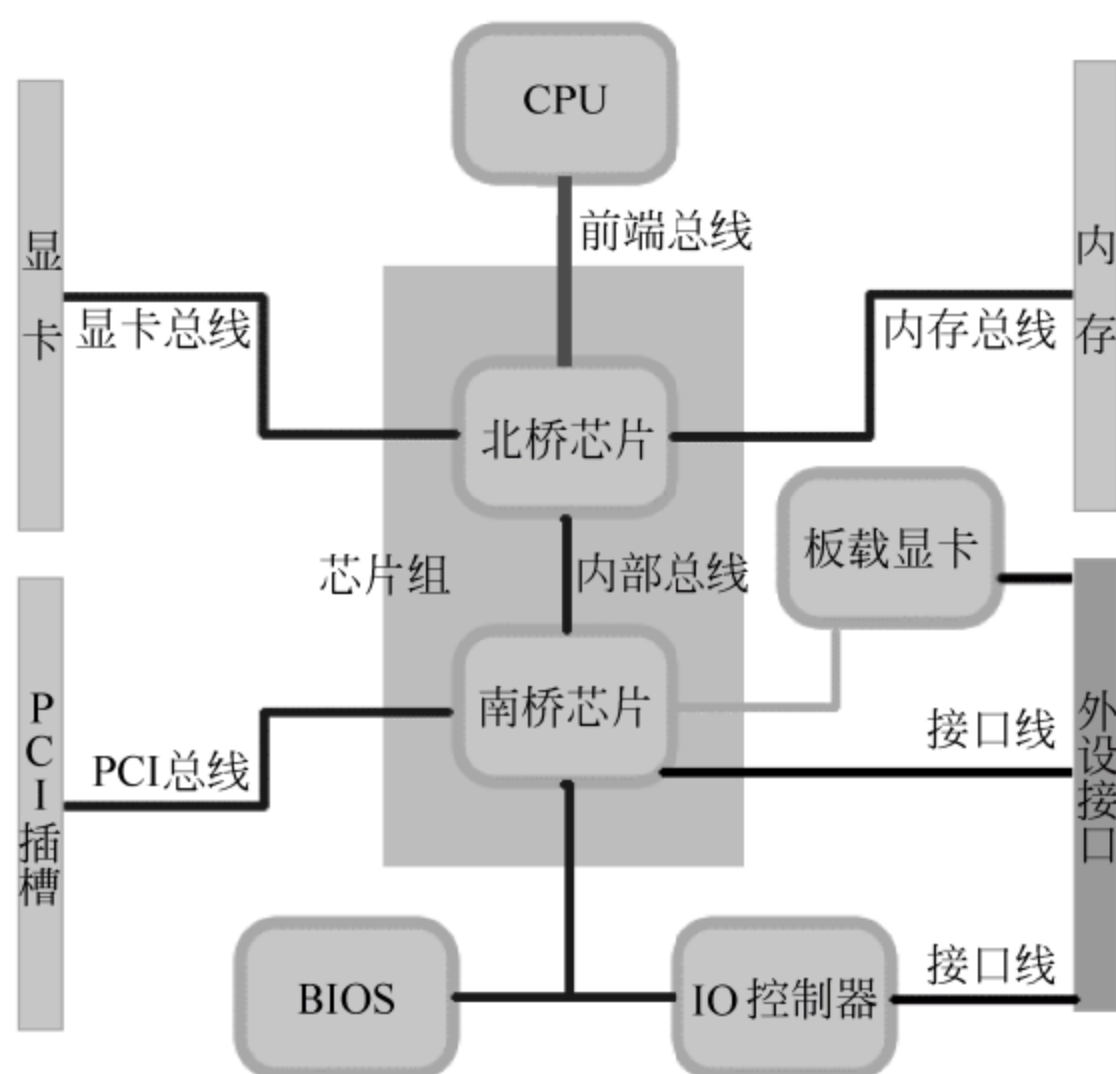 CPU
前端总线
显卡
显卡总线
内存总线
内存
北桥芯片
板载显卡
芯片组
内部总线
南桥芯片
PCI插槽
PCI总线
接口线
外设接口
BIOS
IO控制器
接口线